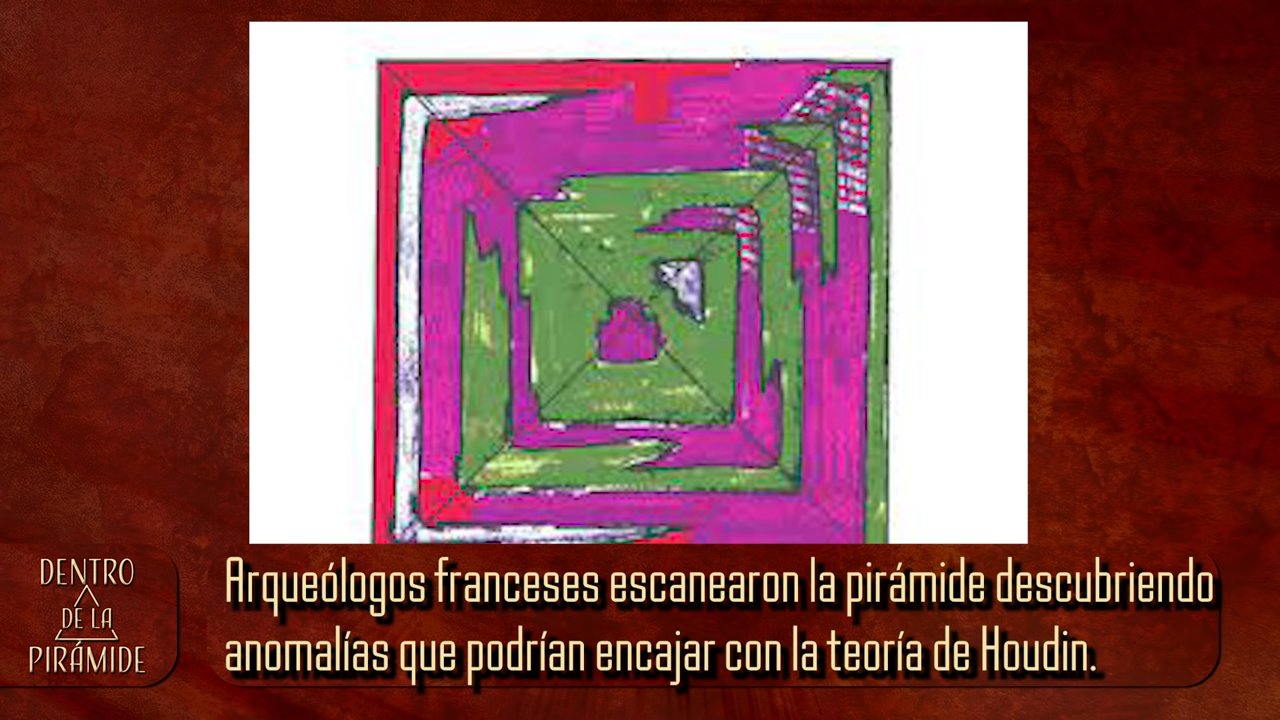 DENTRO
DE LA
PIRÁMIDE
Arqueólogos franceses escanearon la pirámide descubriendo
anomalías que podrían encajar con la teoría de Houdin.